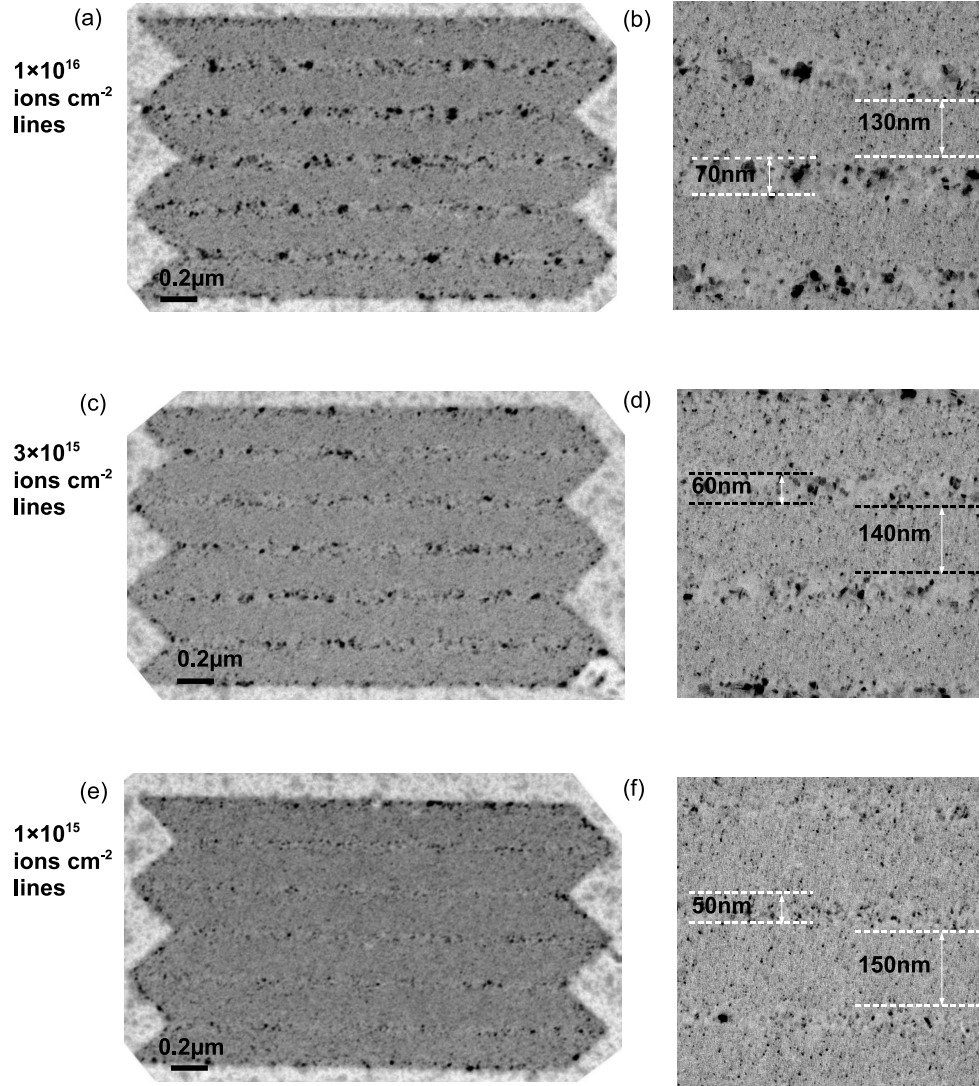 (a)
(b)
1×10¹⁶
ions cm⁻²
lines
130nm
70nm
0.2µm
(c)
(d)
3×10¹⁵
ions cm⁻²
lines
60nm
140nm
0.2µm
(e)
(f)
1×10¹⁵
ions cm⁻²
lines
50nm
150nm
0.2µm